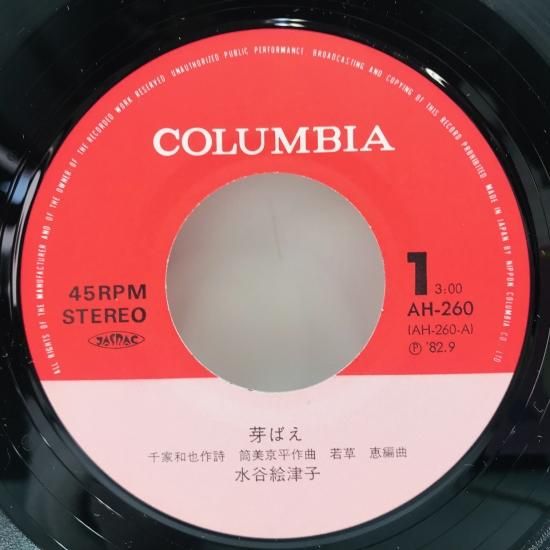 ALL RIGHTS OF THE MANUFACTURER AND OF THE OWNER OF THE RECORDED WORK RESERVED. UNAUTHORIZED PUBLIC PERFORMANCE, BROADCASTING AND COPYING OF THIS RECORD PROHIBITED. MADE IN JAPAN BY NIPPON COLUMBIA CO., LTD.
COLUMBIA
45RPM
STEREO
JASRAC
1 3:00
AH-260
(AH-260-A)
Ⓟ '82.9
芽ばえ
千家和也作詩 筒美京平作曲 若草 恵編曲
水谷絵津子